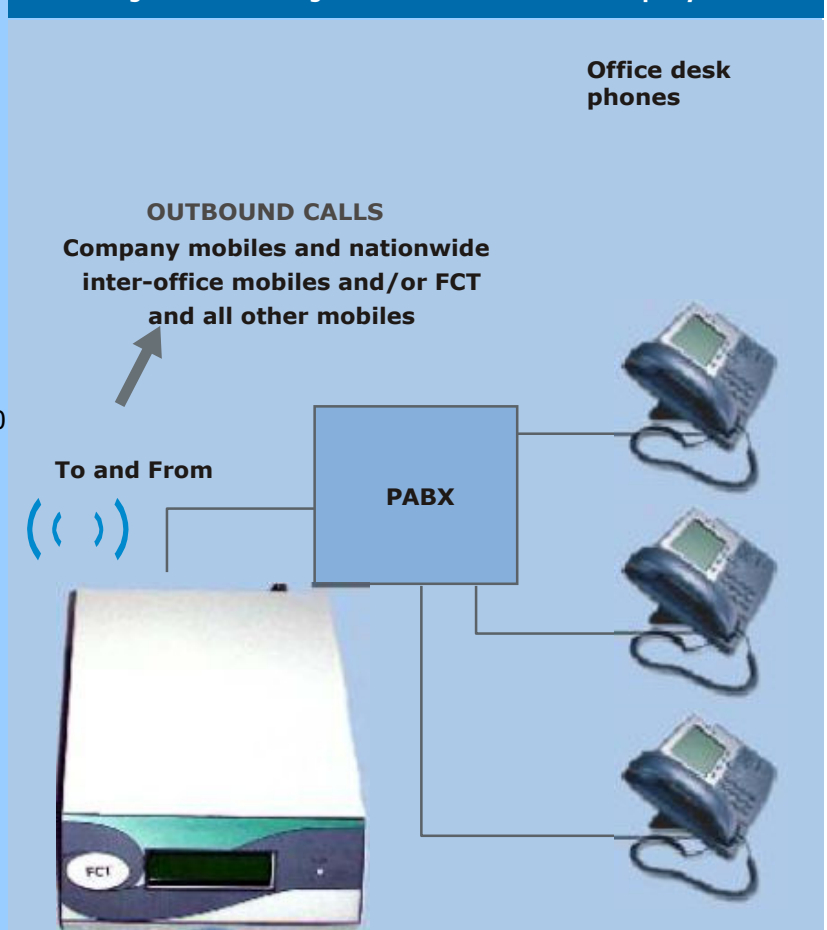 Office desk
phones
OUTBOUND CALLS
Company mobiles and nationwide
inter-office mobiles and/or FCT
and all other mobiles
To and From
PABX
FCT